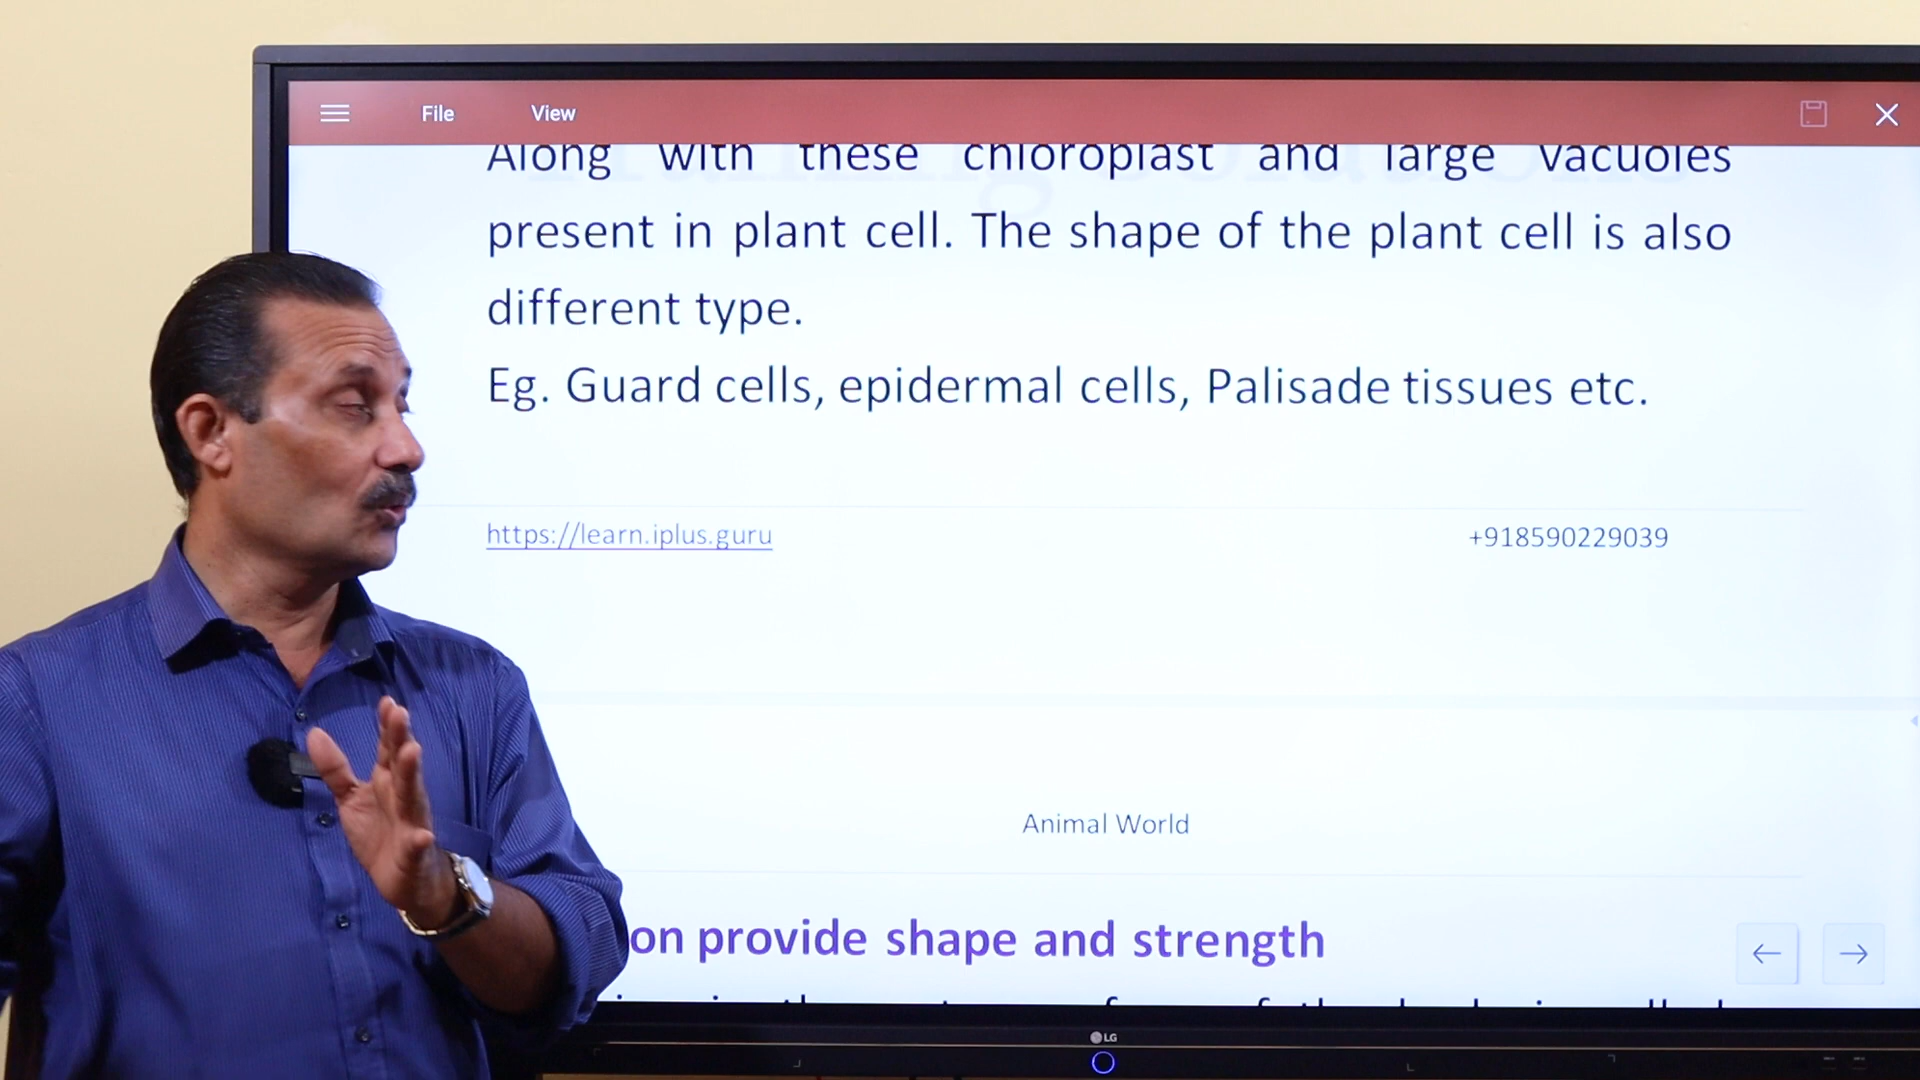 File View
Along with these chloroplast and large vacuoles
present in plant cell. The shape of the plant cell is also
different type.
Eg. Guard cells, epidermal cells, Palisade tissues etc.
https://learn.iplus.guru +918590229039
Animal World
on provide shape and strength
LG